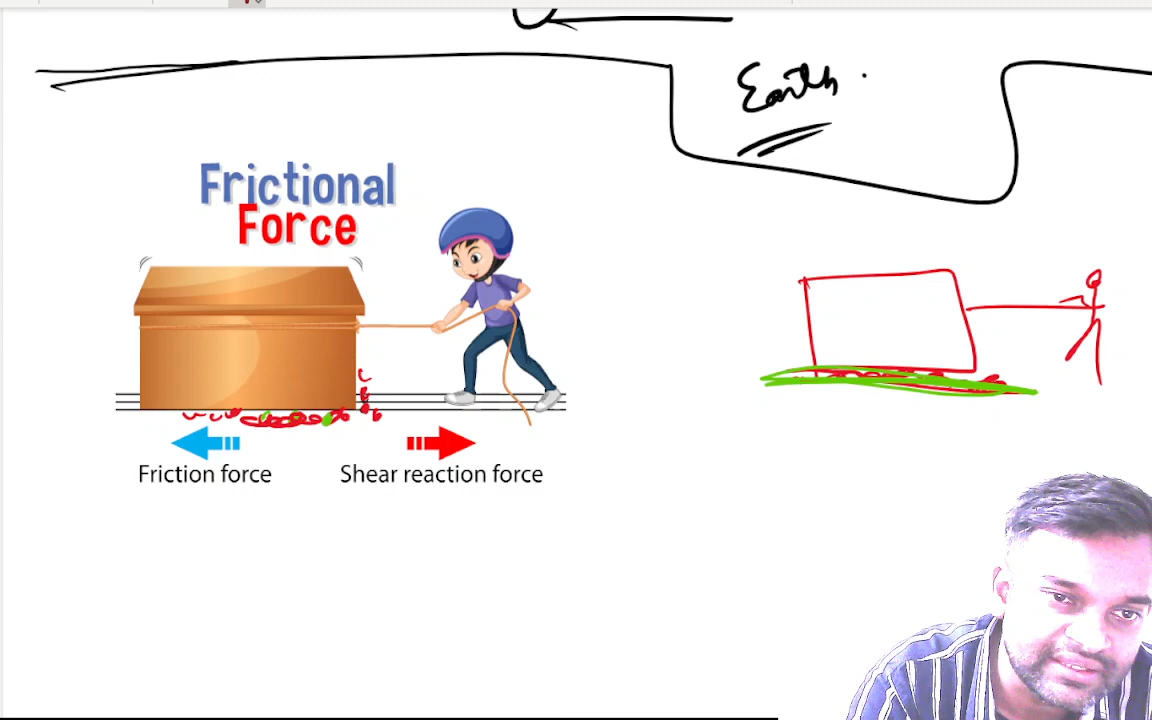 Earth
Frictional
Force
Friction force
Shear reaction force